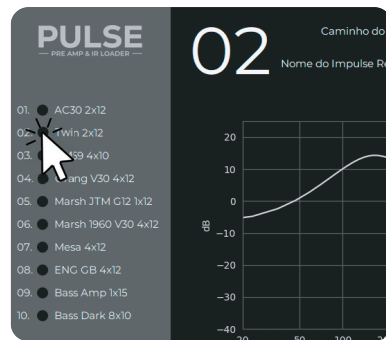 PULSE
PRE AMP & IR LOADER
01. AC30 2x12
02. Twin 2x12
03. 4x10
04. V30 4x12
05. Marsh JTM G12 1x12
06. Marsh 1960 V30 4x12
07. Mesa 4x12
08. ENG GB 4x12
09. Bass Amp 1x15
10. Bass Dark 8x10
02
Caminho do
Nome do Impulse Re
20
10
0
-10
-20
-30
-40
dB
20 50 100